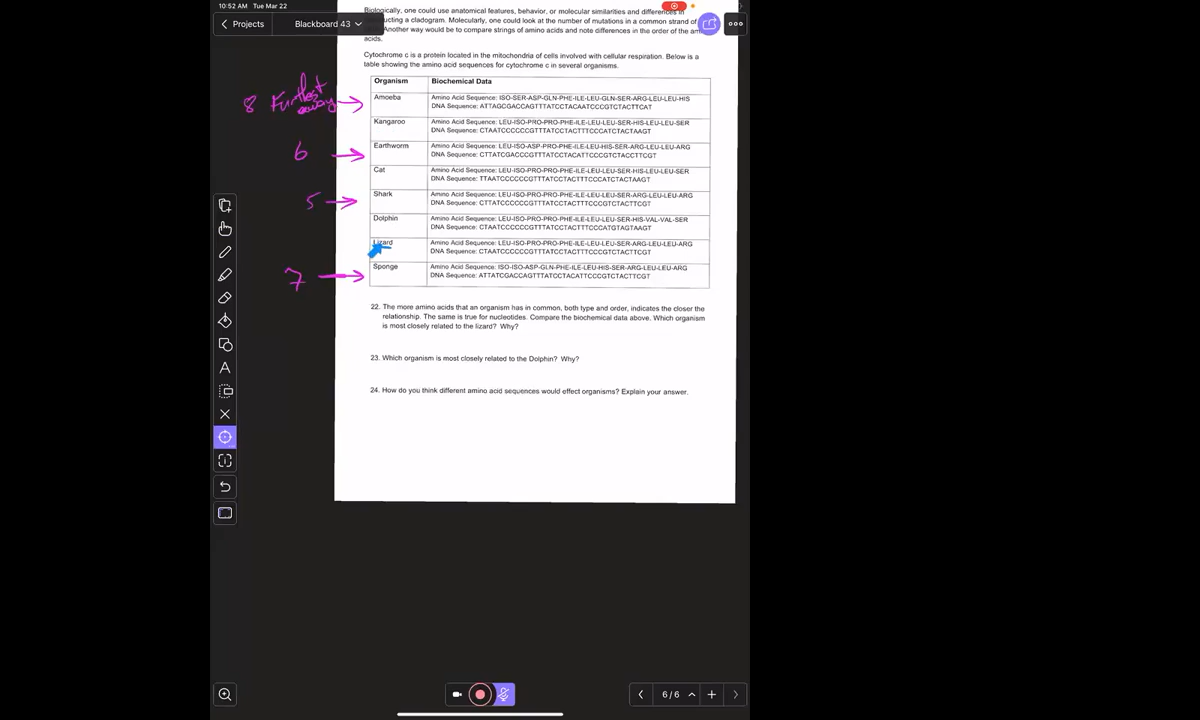 10:52 AM Tue Mar 22
Projects
Blackboard 43
Biologically, one could use anatomical features, behavior, or molecular similarities and differences in
ucting a cladogram. Molecularly, one could look at the number of mutations in a common strand of
Another way would be to compare strings of amino acids and note differences in the order of the am
acids.
Cytochrome c is a protein located in the mitochondria of cells involved with cellular respiration. Below is a
table showing the amino acid sequences for cytochrome c in several organisms.
Organism Biochemical Data
8 Furthest
away
Amoeba Amino Acid Sequence: ISO-SER-ASP-GLN-PHE-ILE-LEU-GLN-SER-ARG-LEU-LEU-HIS
DNA Sequence: ATTAGCGACCAGTTTATCCTACAATCCCGTCTACTTCAT
Kangaroo Amino Acid Sequence: LEU-ISO-PRO-PRO-PHE-ILE-LEU-LEU-SER-HIS-LEU-LEU-SER
DNA Sequence: CTAATCCCCCCGTTTATCCTACTTTCCCATCTACTAAGT
6
Earthworm Amino Acid Sequence: LEU-ISO-ASP-PRO-PHE-ILE-LEU-HIS-SER-ARG-LEU-LEU-ARG
DNA Sequence: CTTATCGACCCGTTTATCCTACATTCCCGTCTACCTTCGT
Cat Amino Acid Sequence: LEU-ISO-PRO-PRO-PHE-ILE-LEU-LEU-SER-HIS-LEU-LEU-SER
DNA Sequence: TTAATCCCCCCGTTTATCCTACTTTCCCATCTACTAAGT
5
Shark Amino Acid Sequence: LEU-ISO-PRO-PRO-PHE-ILE-LEU-LEU-SER-ARG-LEU-LEU-ARG
DNA Sequence: CTTATCCCCCCGTTTATCCTACTTTCCCGTCTACTTCGT
Dolphin Amino Acid Sequence: LEU-ISO-PRO-PRO-PHE-ILE-LEU-LEU-SER-HIS-VAL-VAL-SER
DNA Sequence: CTAATCCCCCCGTTTATCCTACTTTCCCATGTAGTAAGT
Lizard Amino Acid Sequence: LEU-ISO-PRO-PRO-PHE-ILE-LEU-LEU-SER-ARG-LEU-LEU-ARG
DNA Sequence: CTAATCCCCCCGTTTATCCTACTTTCCCGTCTACTTCGT
7
Sponge Amino Acid Sequence: ISO-ISO-ASP-GLN-PHE-ILE-LEU-HIS-SER-ARG-LEU-LEU-ARG
DNA Sequence: ATTATCGACCAGTTTATCCTACATTCCCGTCTACTTCGT
22. The more amino acids that an organism has in common, both type and order, indicates the closer the
relationship. The same is true for nucleotides. Compare the biochemical data above. Which organism
is most closely related to the lizard? Why?
23. Which organism is most closely related to the Dolphin? Why?
24. How do you think different amino acid sequences would effect organisms? Explain your answer.
A
6 / 6